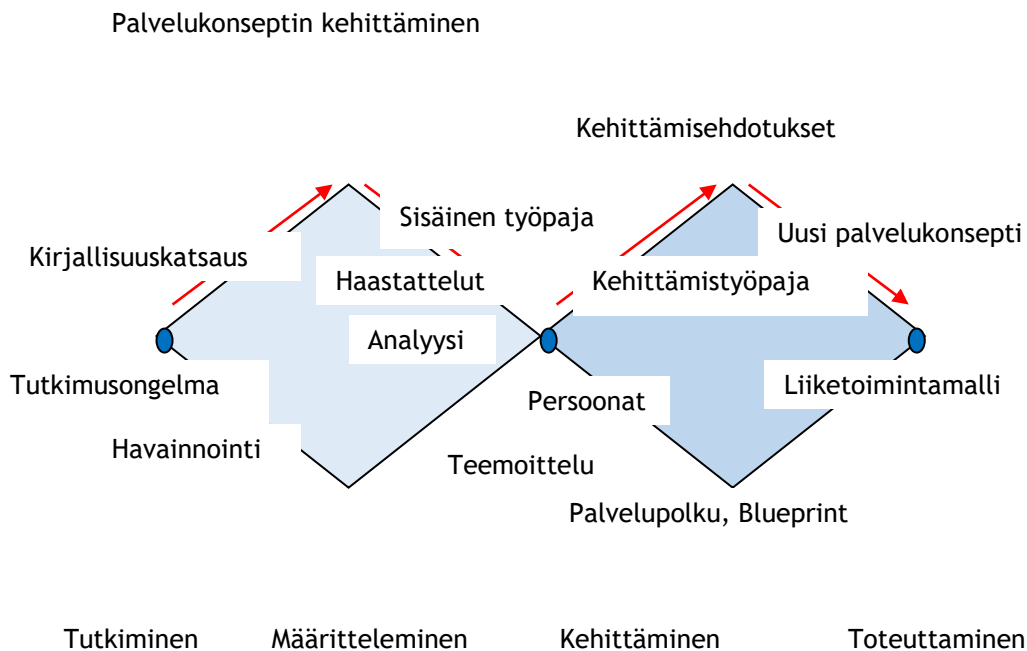 Palvelukonseptin kehittäminen
Kehittämisehdotukset
Sisäinen työpaja
Uusi palvelukonsepti
Kirjallisuuskatsaus
Haastattelut
Kehittämistyöpaja
Analyysi
Tutkimusongelma
Persoonat
Liiketoimintamalli
Havainnointi
Teemoittelu
Palvelupolku, Blueprint
Tutkiminen Määritteleminen Kehittäminen Toteuttaminen